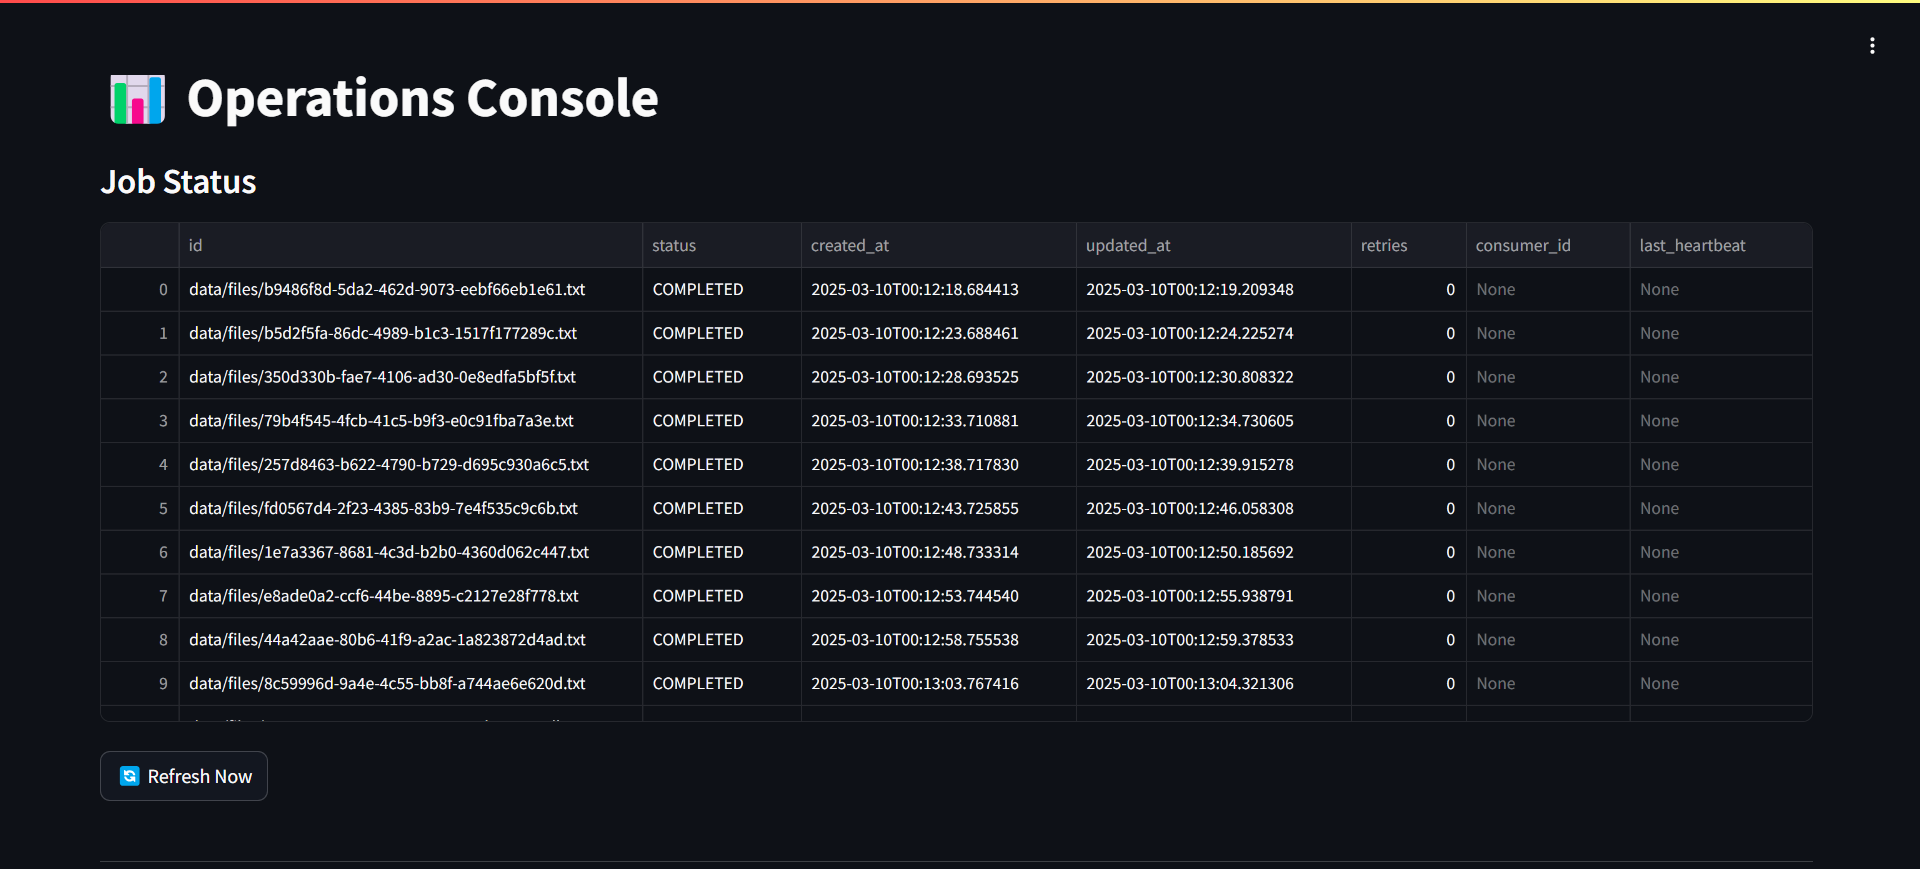 Operations Console
Job Status
id status created_at updated_at retries consumer_id last_heartbeat
0 data/files/b9486f8d-5da2-462d-9073-eebf66eb1e61.txt COMPLETED 2025-03-10T00:12:18.684413 2025-03-10T00:12:19.209348 0 None None
1 data/files/b5d2f5fa-86dc-4989-b1c3-1517f177289c.txt COMPLETED 2025-03-10T00:12:23.688461 2025-03-10T00:12:24.225274 0 None None
2 data/files/350d330b-fae7-4106-ad30-0e8edfa5bf5f.txt COMPLETED 2025-03-10T00:12:28.693525 2025-03-10T00:12:30.808322 0 None None
3 data/files/79b4f545-4fcb-41c5-b9f3-e0c91fba7a3e.txt COMPLETED 2025-03-10T00:12:33.710881 2025-03-10T00:12:34.730605 0 None None
4 data/files/257d8463-b622-4790-b729-d695c930a6c5.txt COMPLETED 2025-03-10T00:12:38.717830 2025-03-10T00:12:39.915278 0 None None
5 data/files/fd0567d4-2f23-4385-83b9-7e4f535c9c6b.txt COMPLETED 2025-03-10T00:12:43.725855 2025-03-10T00:12:46.058308 0 None None
6 data/files/1e7a3367-8681-4c3d-b2b0-4360d062c447.txt COMPLETED 2025-03-10T00:12:48.733314 2025-03-10T00:12:50.185692 0 None None
7 data/files/e8ade0a2-ccf6-44be-8895-c2127e28f778.txt COMPLETED 2025-03-10T00:12:53.744540 2025-03-10T00:12:55.938791 0 None None
8 data/files/44a42aae-80b6-41f9-a2ac-1a823872d4ad.txt COMPLETED 2025-03-10T00:12:58.755538 2025-03-10T00:12:59.378533 0 None None
9 data/files/8c59996d-9a4e-4c55-bb8f-a744ae6e620d.txt COMPLETED 2025-03-10T00:13:03.767416 2025-03-10T00:13:04.321306 0 None None
Refresh Now